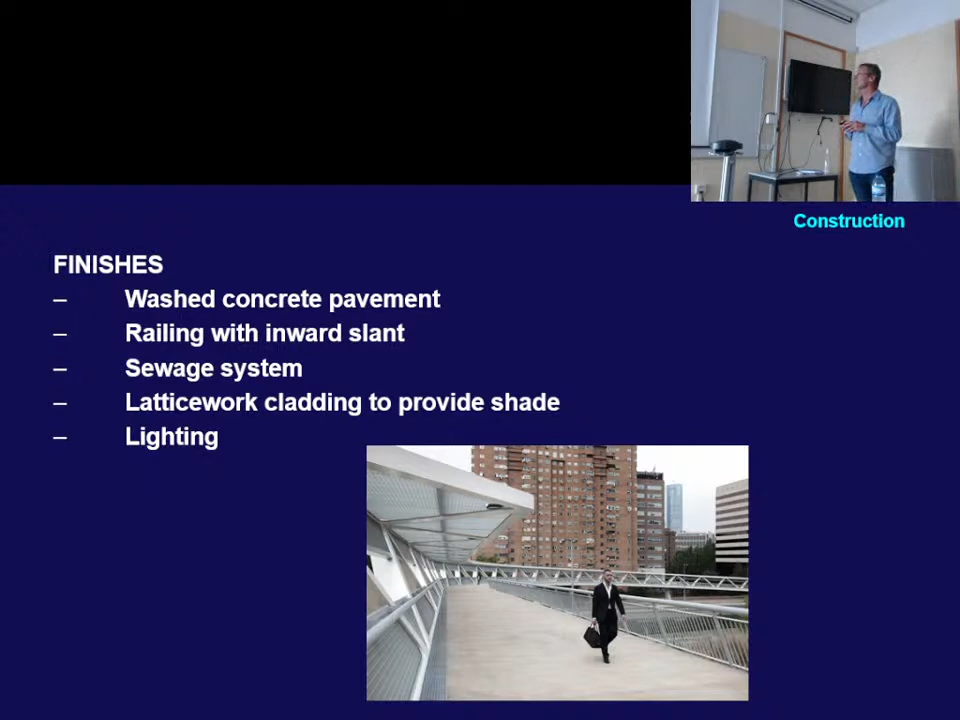 Construction
FINISHES
– Washed concrete pavement
– Railing with inward slant
– Sewage system
– Latticework cladding to provide shade
– Lighting